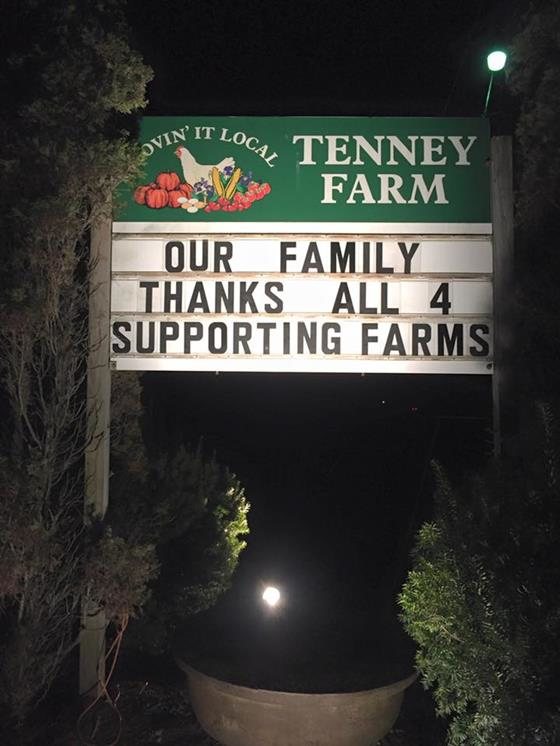 OVIN' IT LOCAL
TENNEY
FARM
OUR FAMILY
THANKS ALL 4
SUPPORTING FARMS